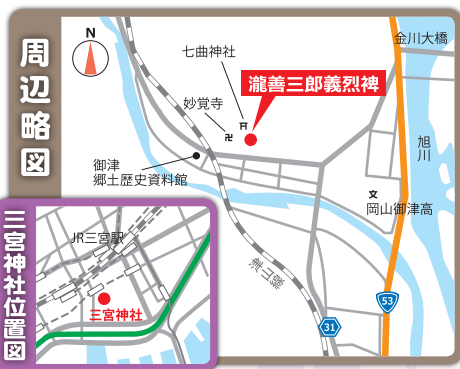 周辺略図
N
七曲神社
金川大橋
瀧善三郎義烈碑
妙覚寺
卍
旭川
御津
郷土歴史資料館
文
岡山御津高
津山線
53
31
三宮神社位置図
JR三宮駅
三宮神社